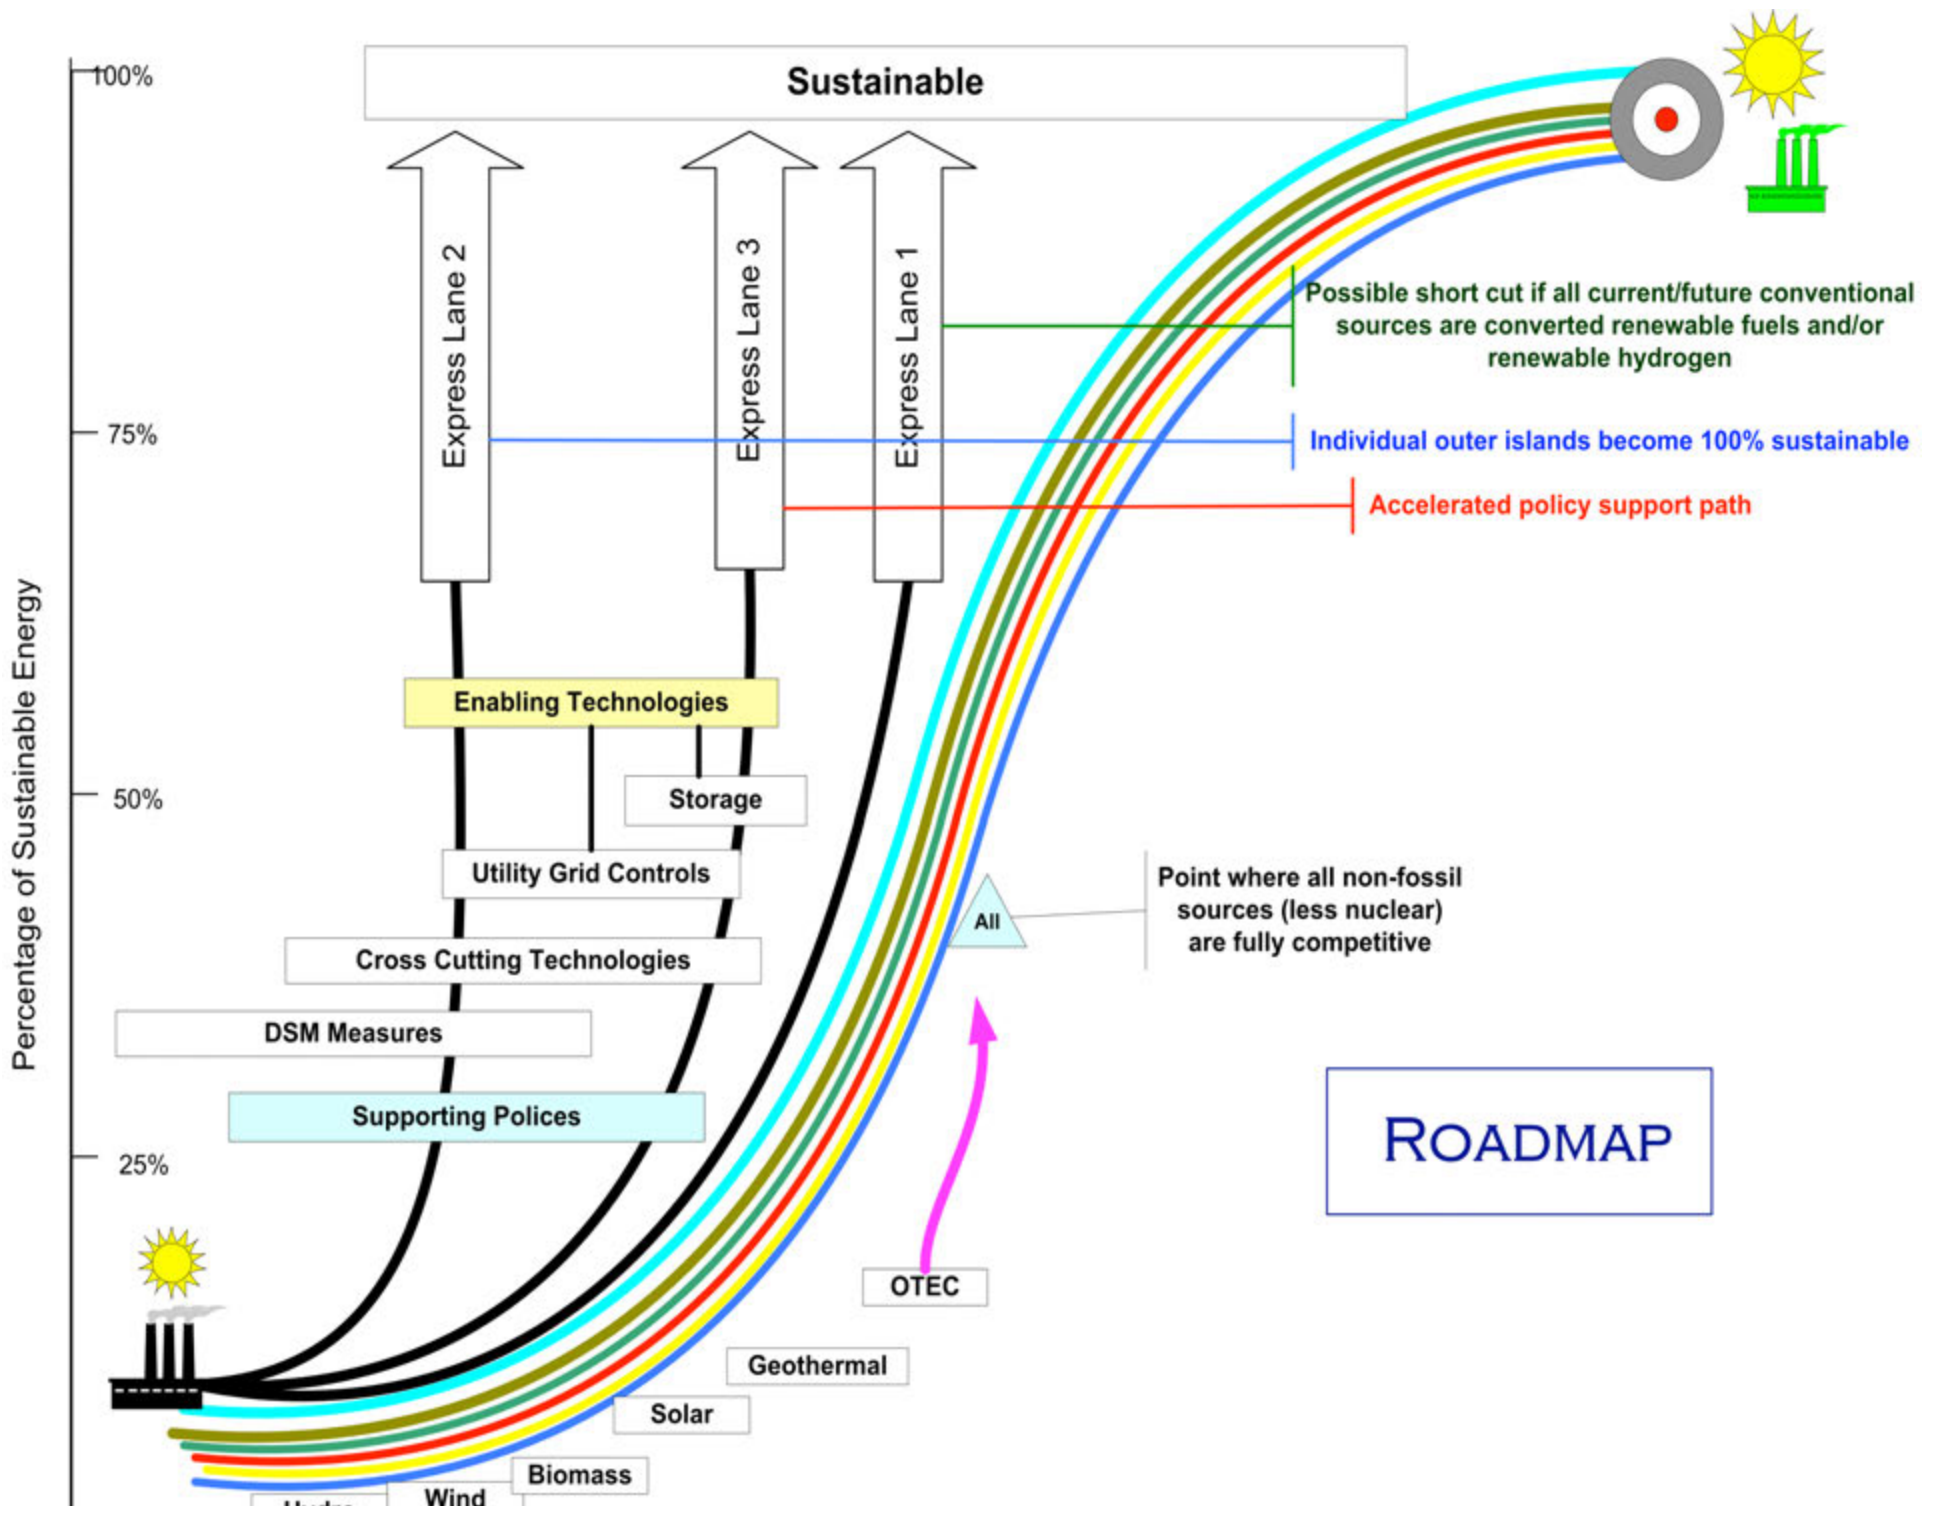 100%
Sustainable
Express Lane 2
Express Lane 3
Express Lane 1
Possible short cut if all current/future conventional
sources are converted renewable fuels and/or
renewable hydrogen
75%
Individual outer islands become 100% sustainable
Accelerated policy support path
Percentage of Sustainable Energy
Enabling Technologies
50%
Storage
Utility Grid Controls
All
Point where all non-fossil
sources (less nuclear)
are fully competitive
Cross Cutting Technologies
DSM Measures
Supporting Polices
ROADMAP
25%
OTEC
Geothermal
Solar
Biomass
Wind